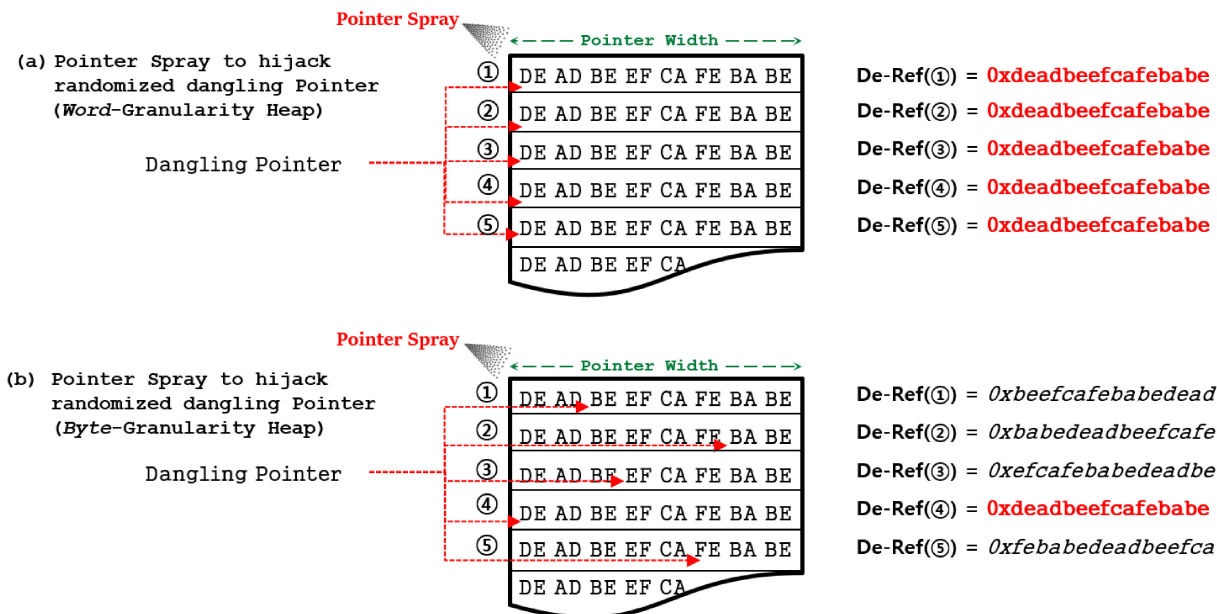 Pointer Spray
Pointer Width
(a) Pointer Spray to hijack
randomized dangling Pointer
(Word-Granularity Heap)
Dangling Pointer
① DE AD BE EF CA FE BA BE De-Ref(①) = 0xdeadbeefcafebabe
② DE AD BE EF CA FE BA BE De-Ref(②) = 0xdeadbeefcafebabe
③ DE AD BE EF CA FE BA BE De-Ref(③) = 0xdeadbeefcafebabe
④ DE AD BE EF CA FE BA BE De-Ref(④) = 0xdeadbeefcafebabe
⑤ DE AD BE EF CA FE BA BE De-Ref(⑤) = 0xdeadbeefcafebabe
DE AD BE EF CA
Pointer Spray
Pointer Width
(b) Pointer Spray to hijack
randomized dangling Pointer
(Byte-Granularity Heap)
Dangling Pointer
① DE AD BE EF CA FE BA BE De-Ref(①) = 0xbeefcafebabedead
② DE AD BE EF CA FE BA BE De-Ref(②) = 0xbabedeadbeefcafe
③ DE AD BE EF CA FE BA BE De-Ref(③) = 0xefcafebabedeadbe
④ DE AD BE EF CA FE BA BE De-Ref(④) = 0xdeadbeefcafebabe
⑤ DE AD BE EF CA FE BA BE De-Ref(⑤) = 0xfebabedeadbeefca
DE AD BE EF CA